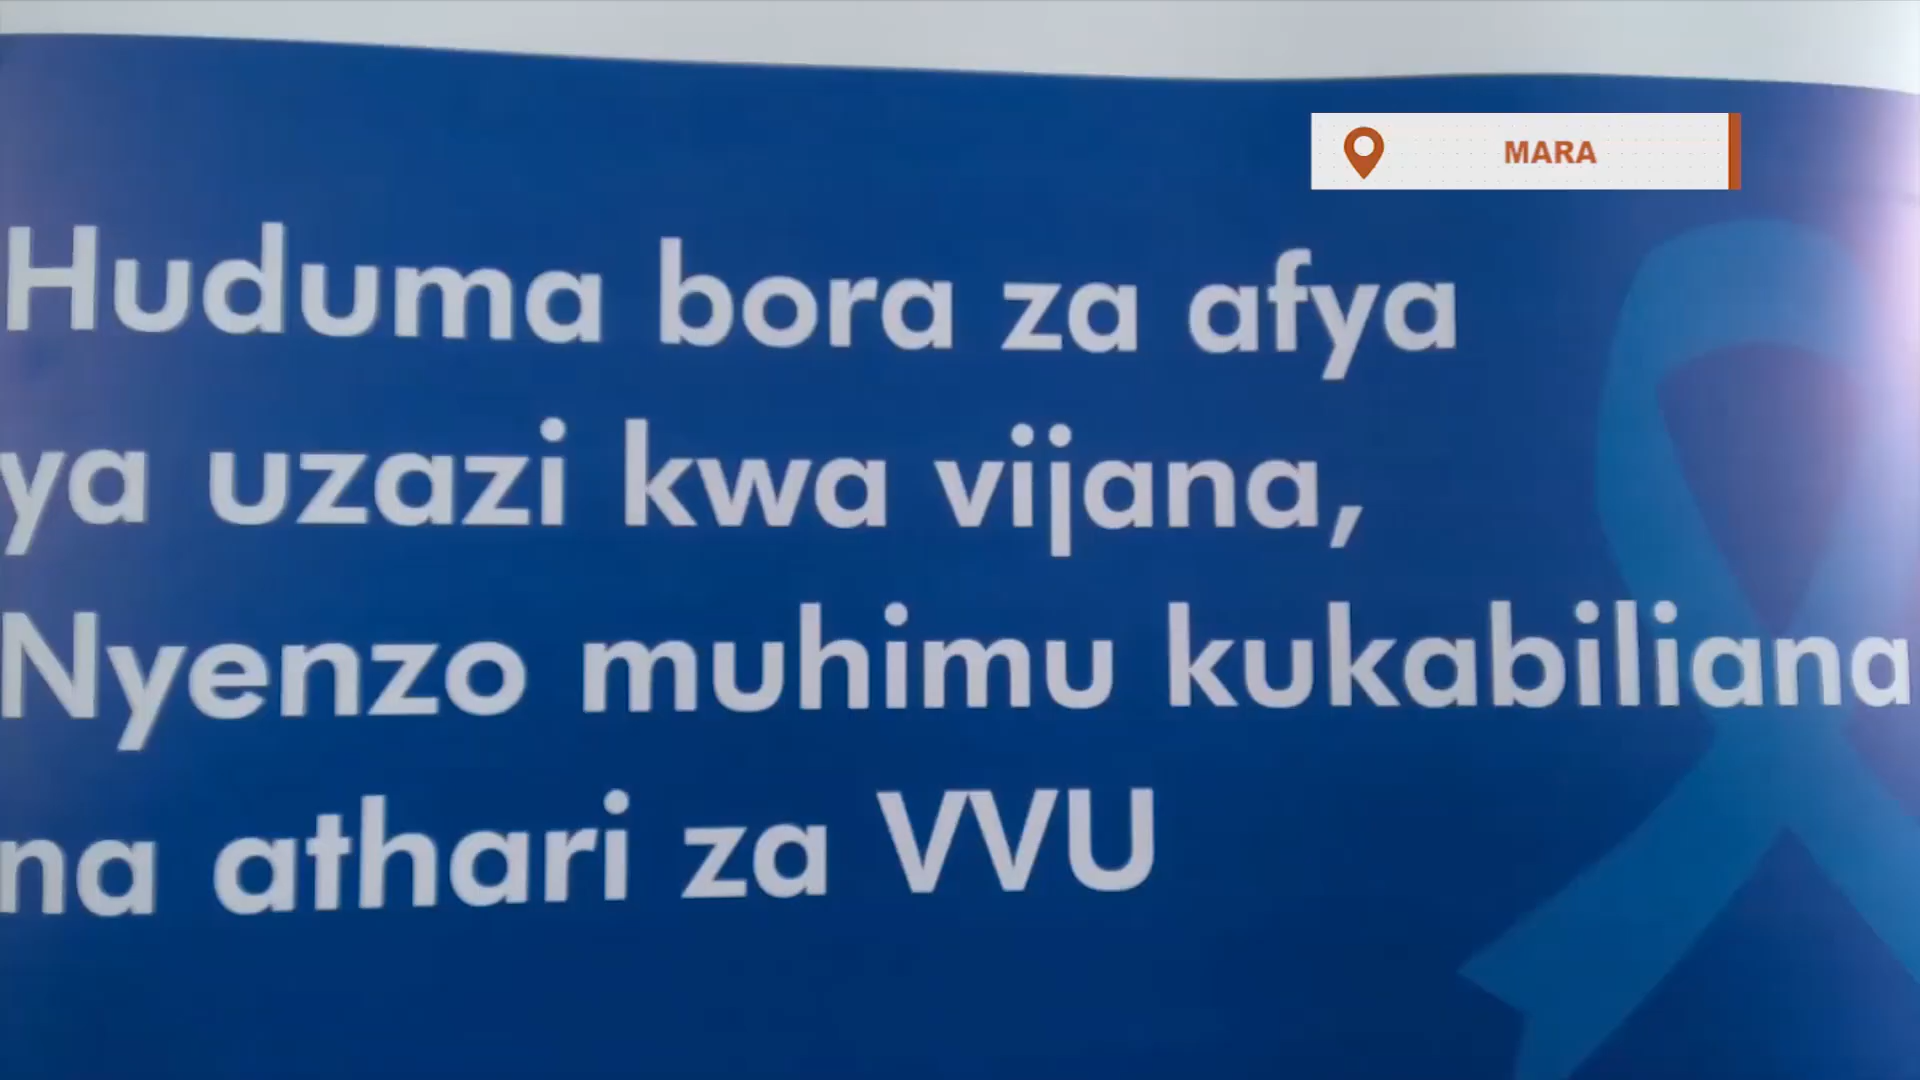 MARA
Huduma bora za afya
ya uzazi kwa vijana,
Nyenzo muhimu kukabiliana
na athari za VVU